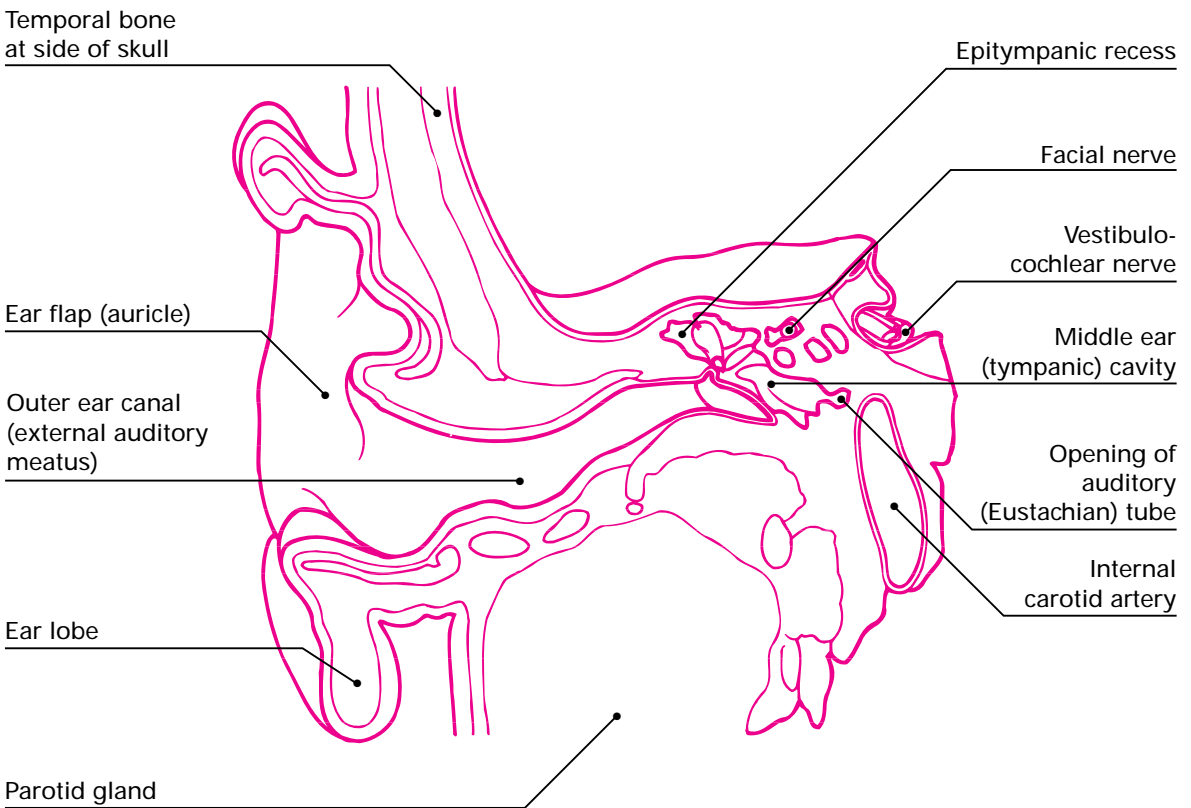 Temporal bone
at side of skull
Ear flap (auricle)
Outer ear canal
(external auditory
meatus)
Ear lobe
Parotid gland
Epitympanic recess
Facial nerve
Vestibulo-
cochlear nerve
Middle ear
(tympanic) cavity
Opening of
auditory
(Eustachian) tube
Internal
carotid artery